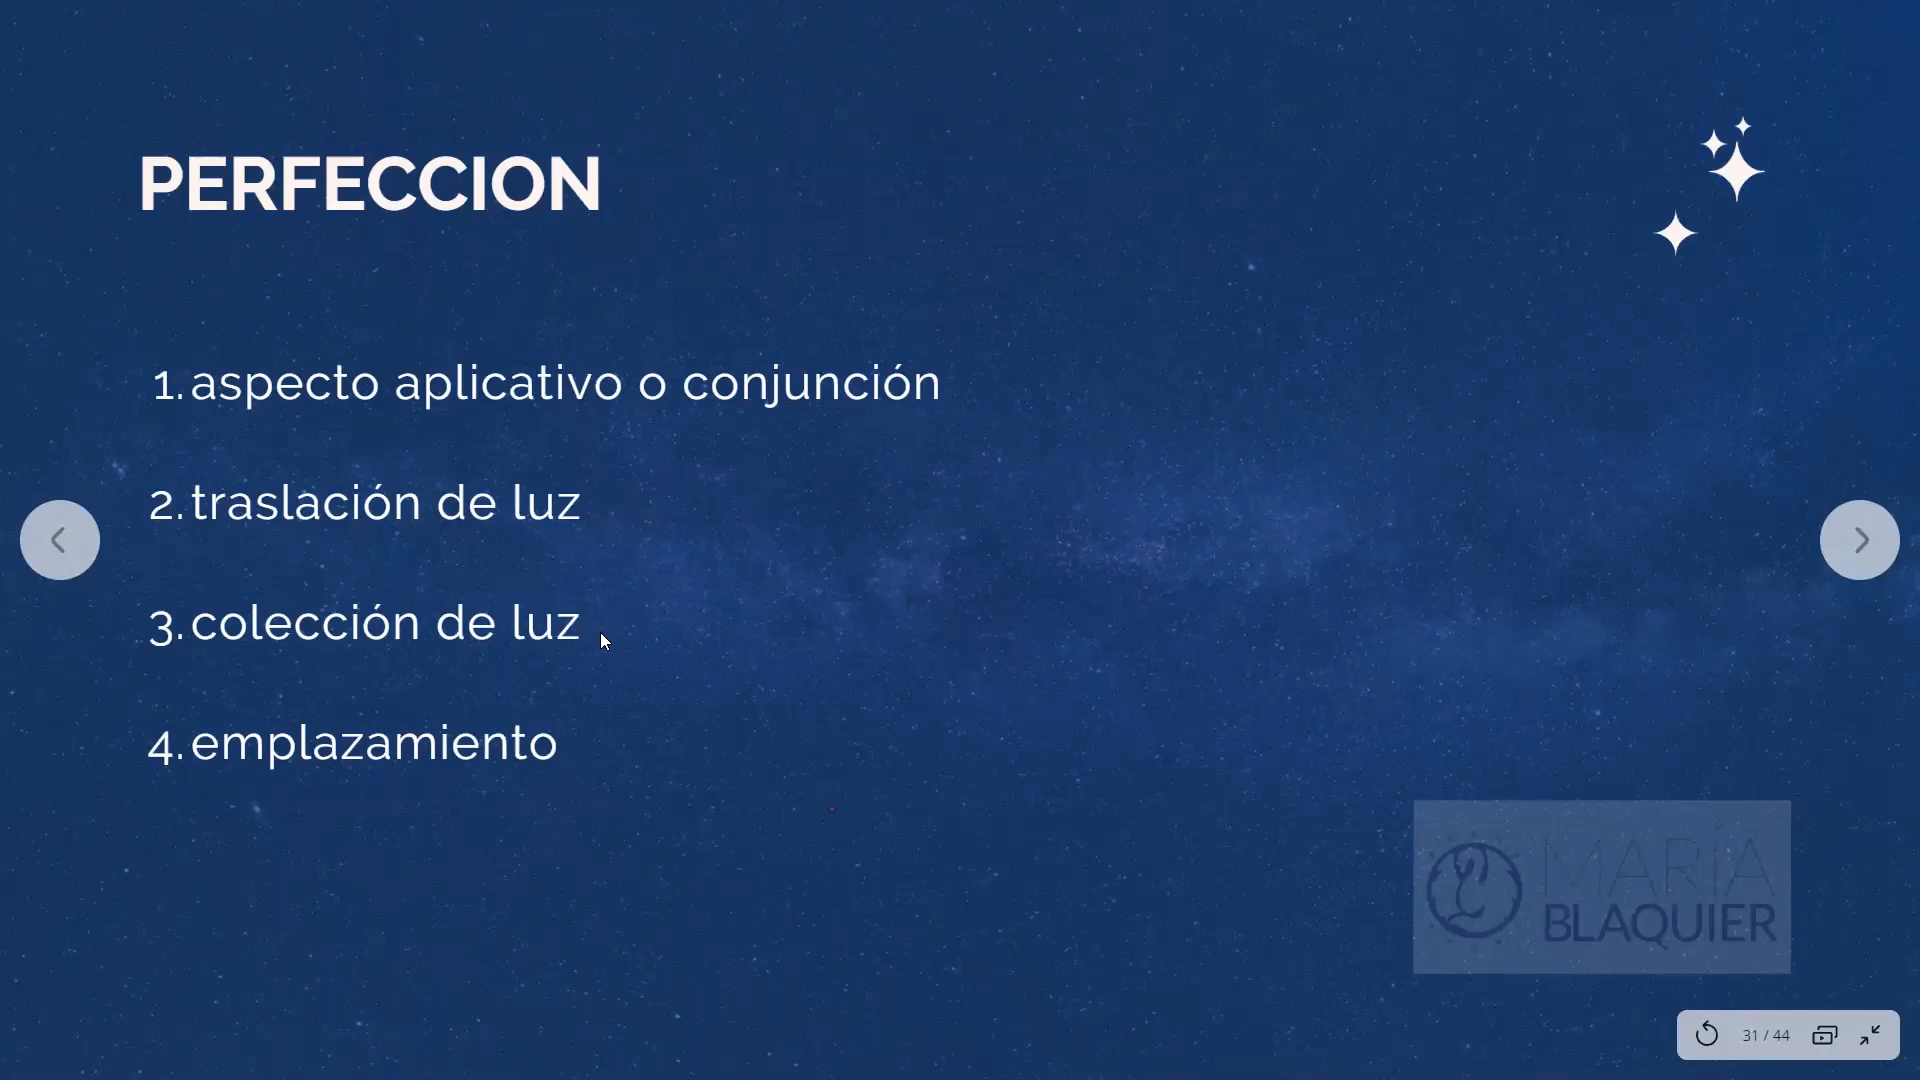 PERFECCION
1. aspecto aplicativo o conjunción
2. traslación de luz
3. colección de luz
4. emplazamiento
MARÍA
BLAQUIER
31 / 44